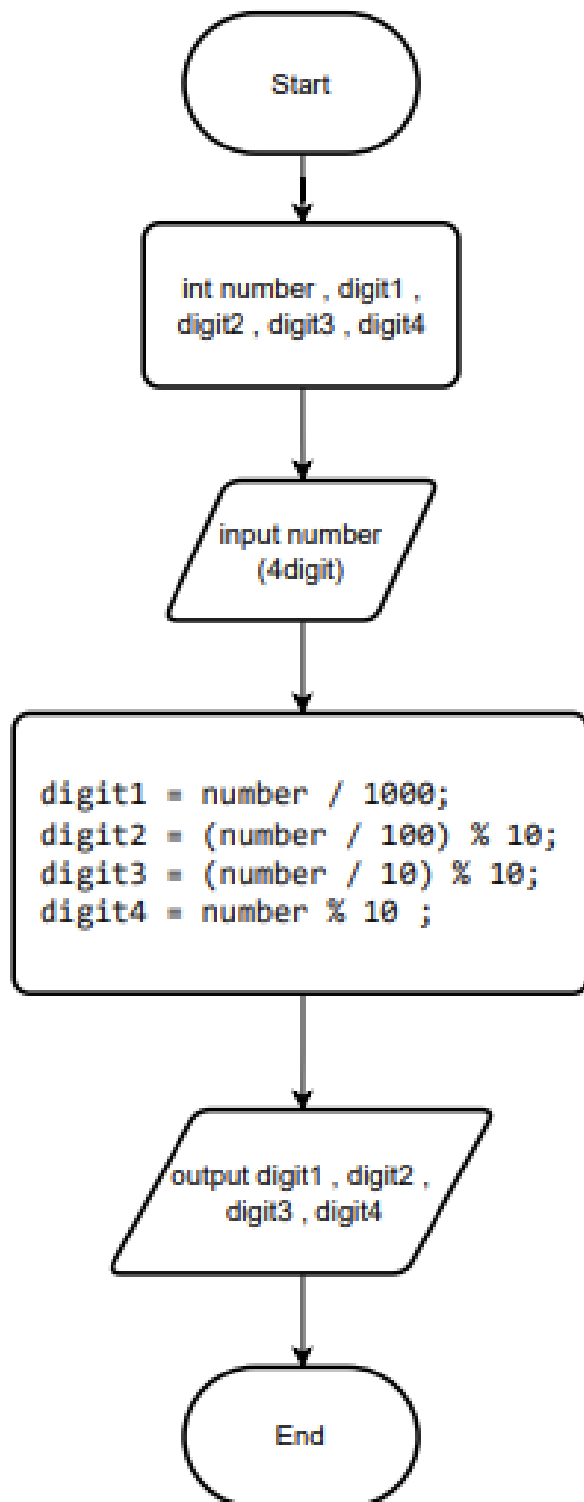 Start
int number , digit1 ,
digit2 , digit3 , digit4
input number
(4digit)
digit1 = number / 1000;
digit2 = (number / 100) % 10;
digit3 = (number / 10) % 10;
digit4 = number % 10 ;
output digit1 , digit2 ,
digit3 , digit4
End